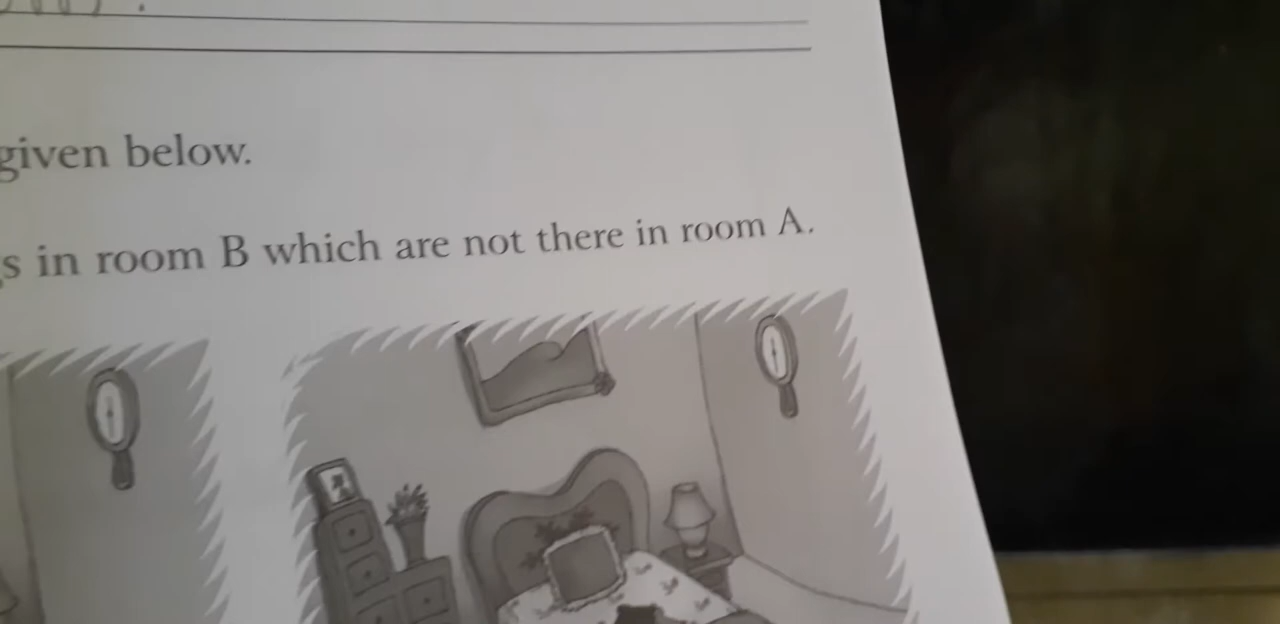 given below.
in room B which are not there in room A.